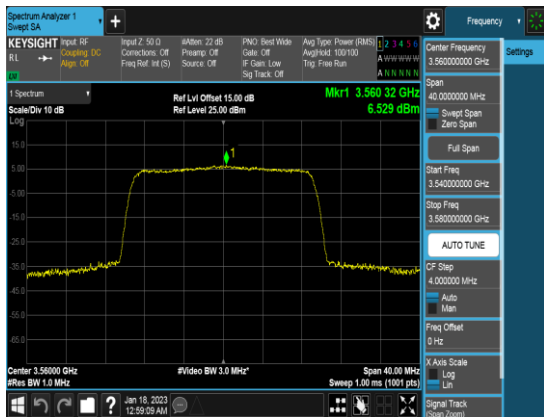 Spectrum Analyzer 1
Swept SA
Frequency
KEYSIGHT
RL
Input: RF
Coupling: DC
Align: Off
Input Z: 50 Ω
Corrections: Off
Freq Ref: Int (S)
#Atten: 22 dB
Preamp: Off
Source: Off
PNO: Best Wide
Gate: Off
IF Gain: Low
Sig Track: Off
Avg Type: Power (RMS)
Avg|Hold: 100/100
Trig: Free Run
1 2 3 4 5 6
A W W W W W
A N N N N N
Settings
Center Frequency
3.560000000 GHz
Span
40.0000000 MHz
Swept Span
Zero Span
Full Span
Start Freq
3.540000000 GHz
Stop Freq
3.580000000 GHz
AUTO TUNE
CF Step
4.000000 MHz
Auto
Man
Freq Offset
0 Hz
X Axis Scale
Log
Lin
Signal Track
(Span Zoom)
1 Spectrum
Scale/Div 10 dB
Ref Lvl Offset 15.00 dB
Ref Level 25.00 dBm
Mkr1 3.560 32 GHz
6.529 dBm
Log
15.0
5.00
-5.00
-15.0
-25.0
-35.0
-45.0
-55.0
-65.0
1
Center 3.56000 GHz
#Res BW 1.0 MHz
#Video BW 3.0 MHz*
Span 40.00 MHz
Sweep 1.00 ms (1001 pts)
?
Jan 18, 2023
12:59:09 AM